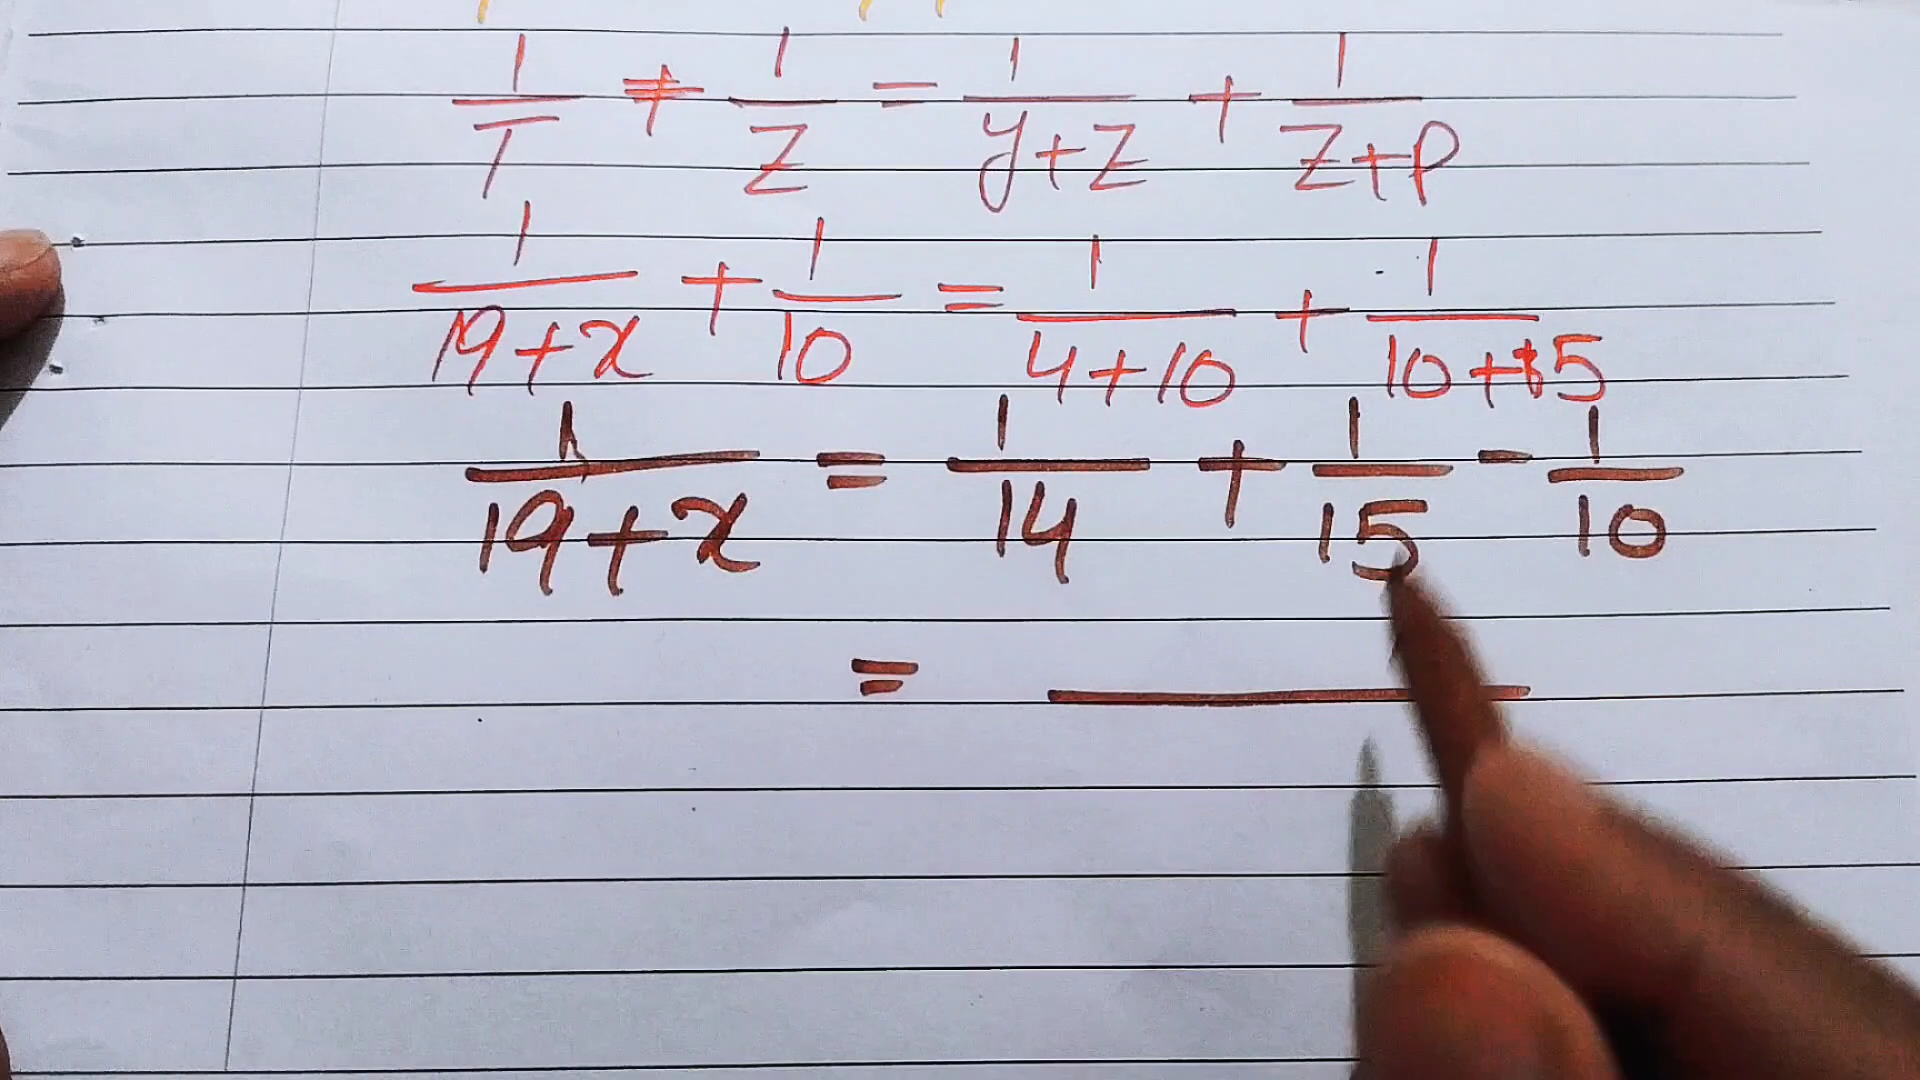 1/T + 1/Z = 1/y+Z + 1/Z+P
1/19+x + 1/10 = 1/4+10 + 1/10+5
1/19+x = 1/14 + 1/15 - 1/10
=